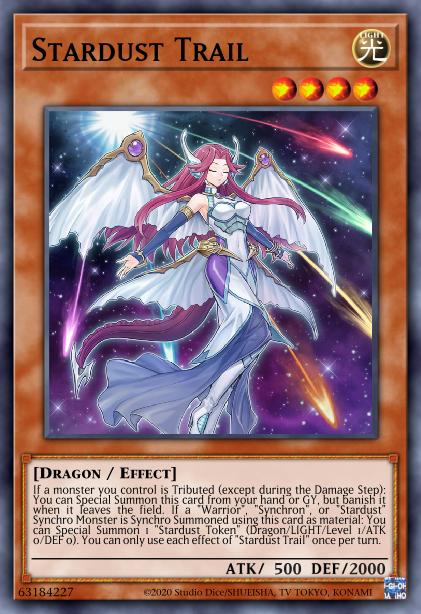 Stardust Trail
LIGHT
光
[Dragon / Effect]
If a monster you control is Tributed (except during the Damage Step):
You can Special Summon this card from your hand or GY, but banish it
when it leaves the field. If a "Warrior", "Synchron", or "Stardust"
Synchro Monster is Synchro Summoned using this card as material: You
can Special Summon 1 "Stardust Token" (Dragon/LIGHT/Level 1/ATK
0/DEF 0). You can only use each effect of "Stardust Trail" once per turn.
ATK/ 500 DEF/2000
63184227 ©2020 Studio Dice/SHUEISHA, TV TOKYO, KONAMI